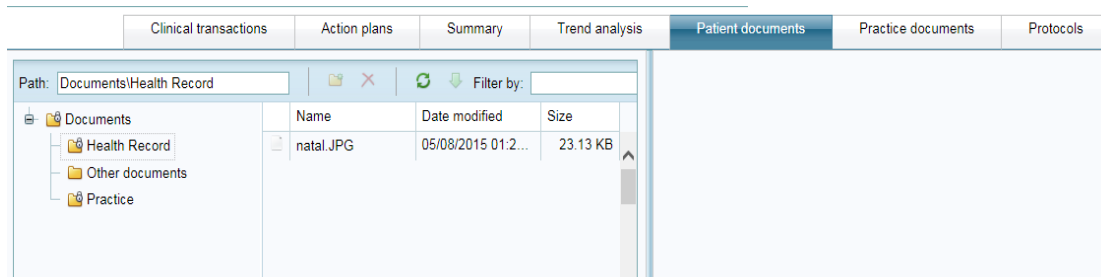 Clinical transactions Action plans Summary Trend analysis Patient documents Practice documents Protocols
Path: Documents\Health Record Filter by:
Documents
Health Record
Other documents
Practice
Name Date modified Size
natal.JPG 05/08/2015 01:2... 23.13 KB